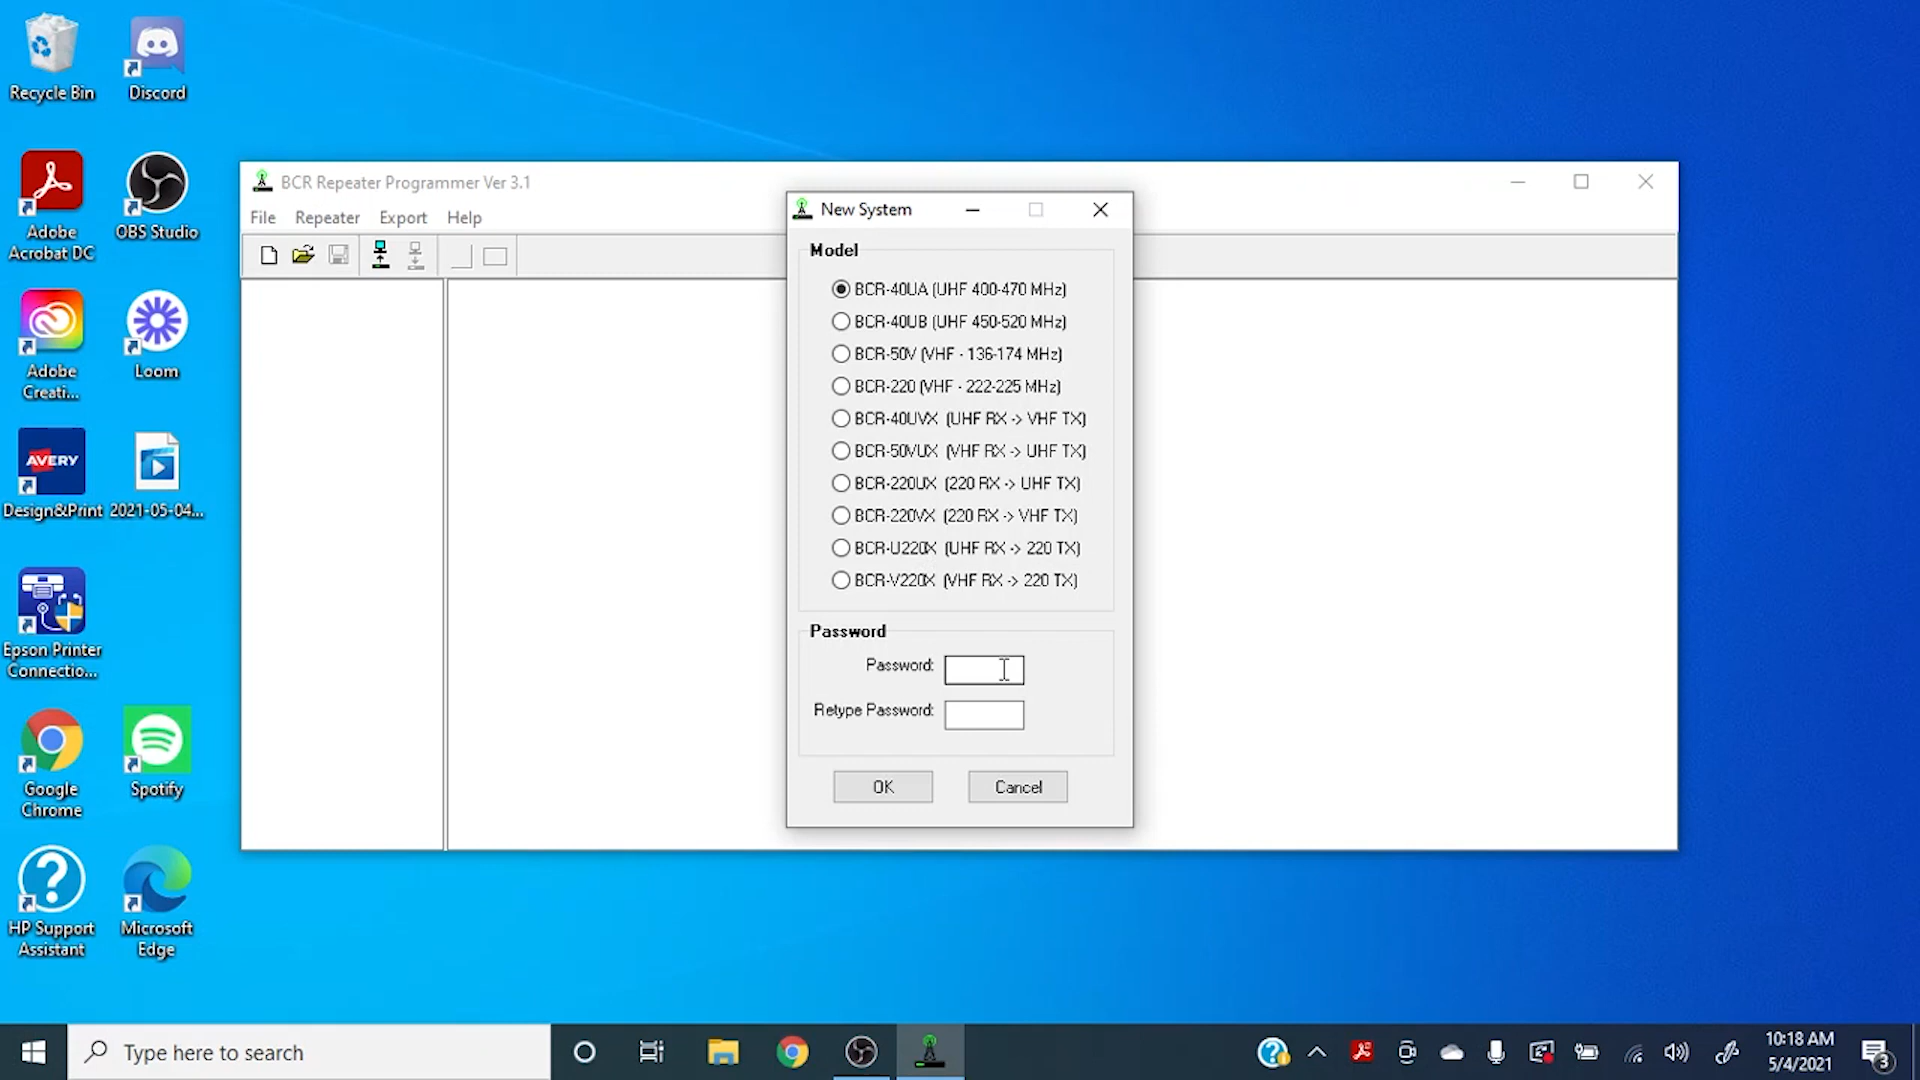 Recycle Bin
Discord
Adobe
Acrobat DC
OBS Studio
Adobe
Creati...
Loom
AVERY
Design&Print
2021-05-04...
Epson Printer
Connectio...
Google
Chrome
Spotify
HP Support
Assistant
Microsoft
Edge
BCR Repeater Programmer Ver 3.1
File Repeater Export Help
New System
Model
BCR-40UA (UHF 400-470 MHz)
BCR-40UB (UHF 450-520 MHz)
BCR-50V (VHF - 136-174 MHz)
BCR-220 (VHF - 222-225 MHz)
BCR-40UVX (UHF RX -> VHF TX)
BCR-50VUX (VHF RX -> UHF TX)
BCR-220UX (220 RX -> UHF TX)
BCR-220VX (220 RX -> VHF TX)
BCR-U220X (UHF RX -> 220 TX)
BCR-V220X (VHF RX -> 220 TX)
Password
Password:
Retype Password:
OK Cancel
Type here to search
10:18 AM
5/4/2021
3